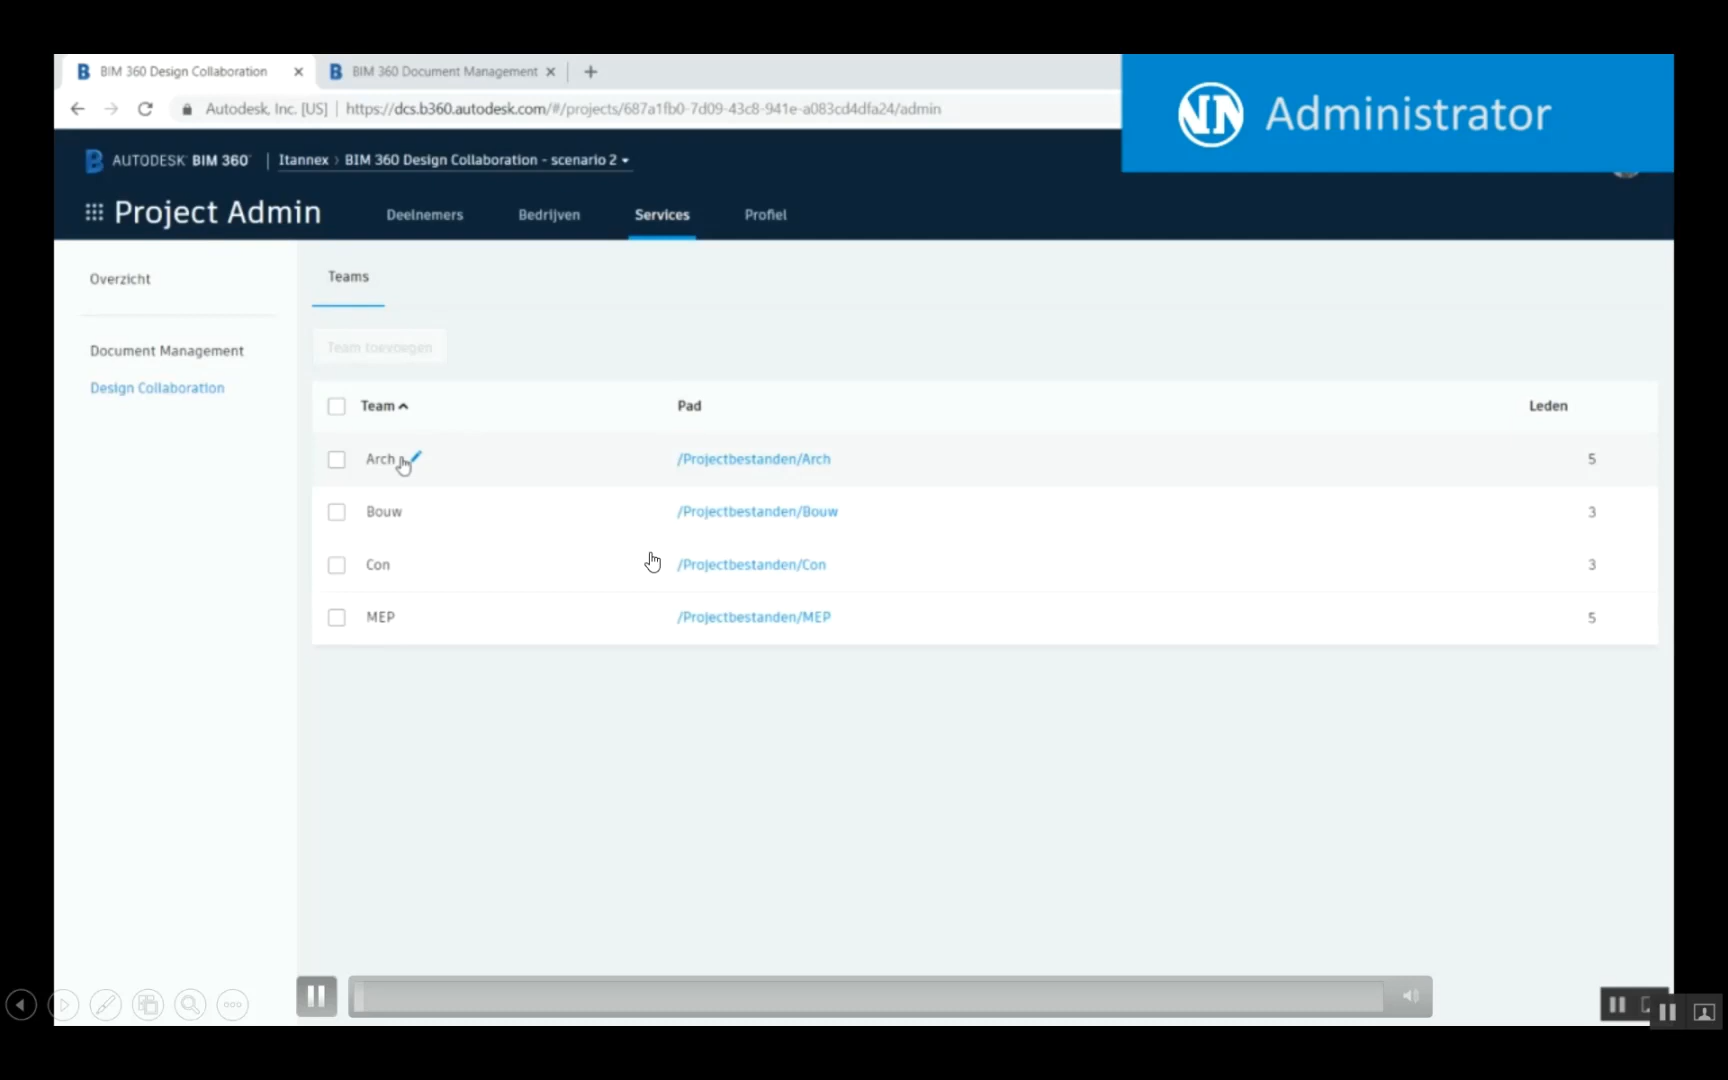 BIM 360 Design Collaboration
BIM 360 Document Management
Autodesk, Inc. [US] | https://dcs.b360.autodesk.com/#/projects/687a1fb0-7d09-43c8-941e-a083cd4dfa24/admin
Administrator
AUTODESK BIM 360 | Itannex > BIM 360 Design Collaboration - scenario 2
Project Admin Deelnemers Bedrijven Services Profiel
Overzicht
Document Management
Design Collaboration
Teams
Team toevoegen
Team Pad Leden
Arch /Projectbestanden/Arch 5
Bouw /Projectbestanden/Bouw 3
Con /Projectbestanden/Con 3
MEP /Projectbestanden/MEP 5